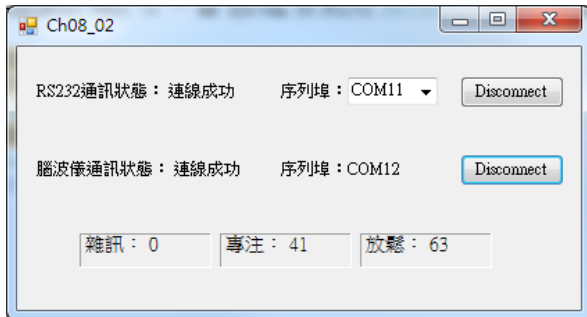 Ch08_02
RS232通訊狀態： 連線成功 序列埠： COM11 Disconnect
腦波儀通訊狀態： 連線成功 序列埠：COM12 Disconnect
雜訊： 0 專注： 41 放鬆： 63